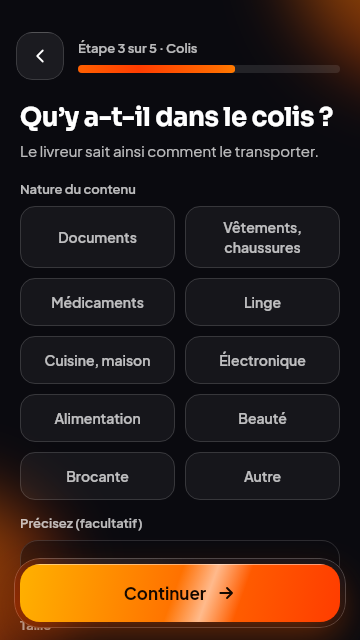 Étape 3 sur 5 · Colis
Qu’y a-t-il dans le colis ?
Le livreur sait ainsi comment le transporter.
Nature du contenu
Documents
Vêtements,
chaussures
Médicaments
Linge
Cuisine, maison
Électronique
Alimentation
Beauté
Brocante
Autre
Précisez (facultatif)
Continuer →